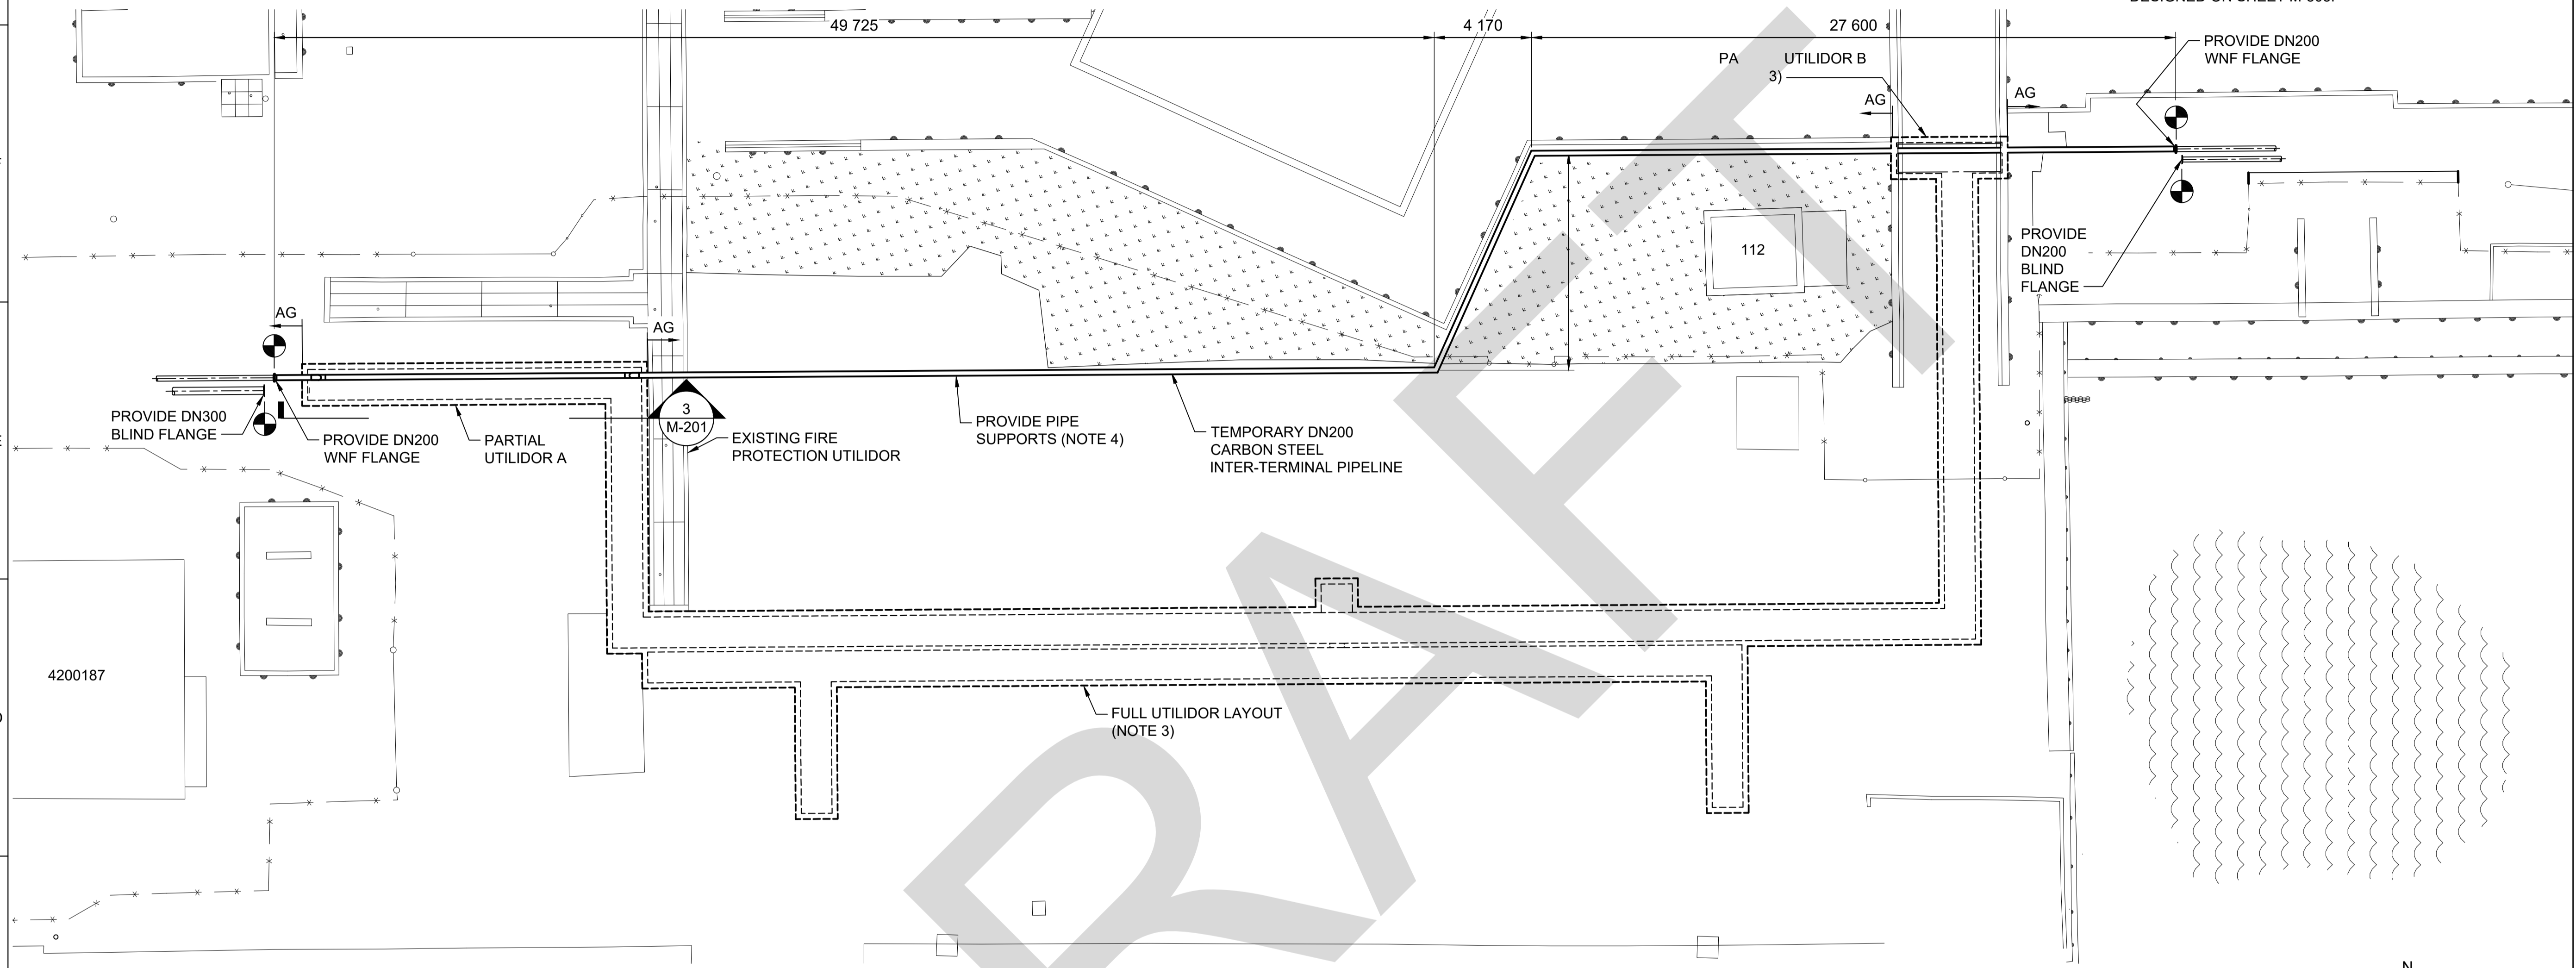 49 725
4 170
27 600
PROVIDE DN200
WNF FLANGE
PA UTILIDOR B
3)
AG
AG
112
PROVIDE
DN200
BLIND
FLANGE
AG
AG
PROVIDE DN300
BLIND FLANGE
PROVIDE DN200
WNF FLANGE
PARTIAL
UTILIDOR A
3
M-201
EXISTING FIRE
PROTECTION UTILIDOR
PROVIDE PIPE
SUPPORTS (NOTE 4)
TEMPORARY DN200
CARBON STEEL
INTER-TERMINAL PIPELINE
4200187
FULL UTILIDOR LAYOUT
(NOTE 3)
RAFT
N